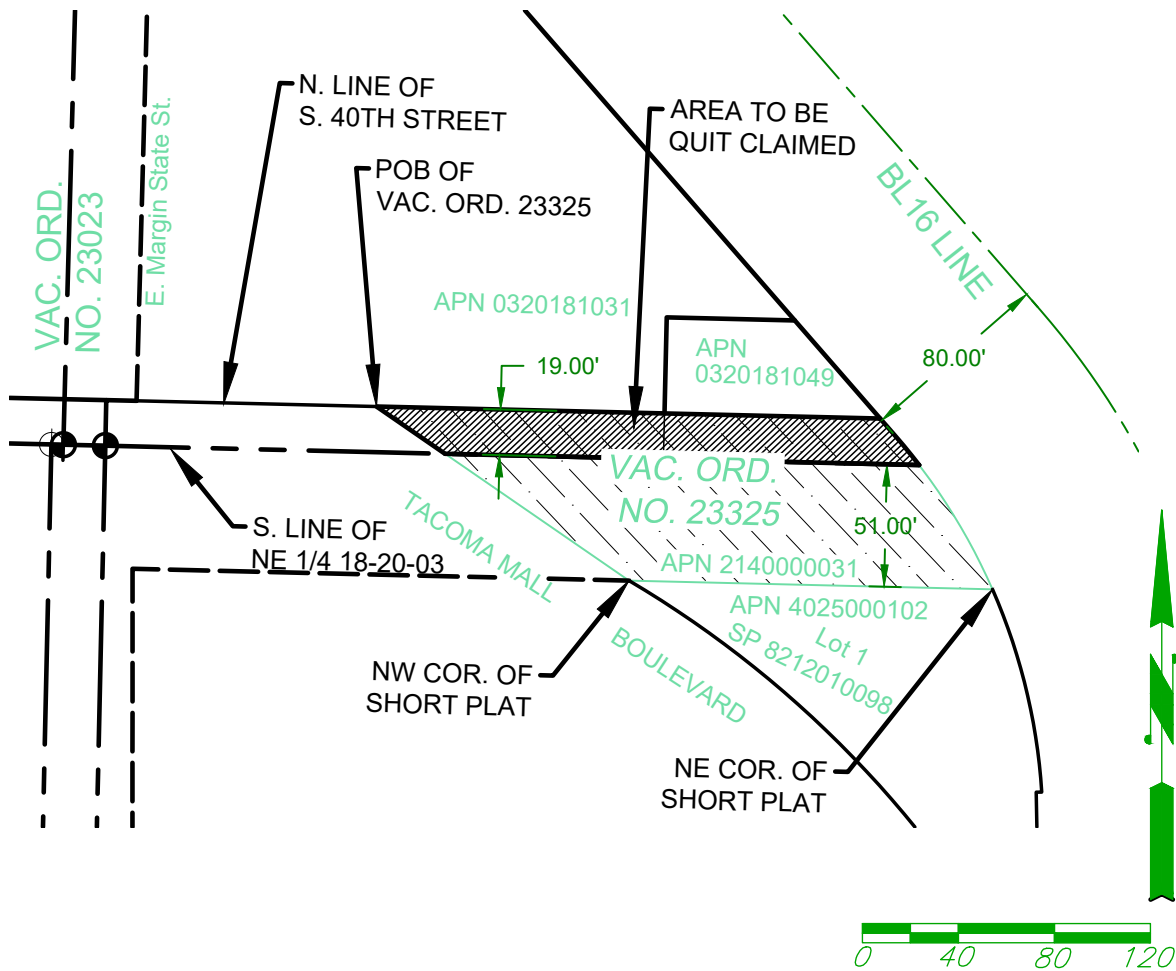 N. LINE OF
S. 40TH STREET
AREA TO BE
QUIT CLAIMED
POB OF
VAC. ORD. 23325
VAC. ORD.
NO. 23023
E. Margin State St.
BL16 LINE
APN 0320181031
APN
0320181049
19.00'
80.00'
VAC. ORD.
NO. 23325
51.00'
S. LINE OF
NE 1/4 18-20-03
TACOMA MALL
BOULEVARD
APN 2140000031
APN 4025000102
Lot 1
SP 8212010098
NW COR. OF
SHORT PLAT
NE COR. OF
SHORT PLAT
N
0 40 80 120